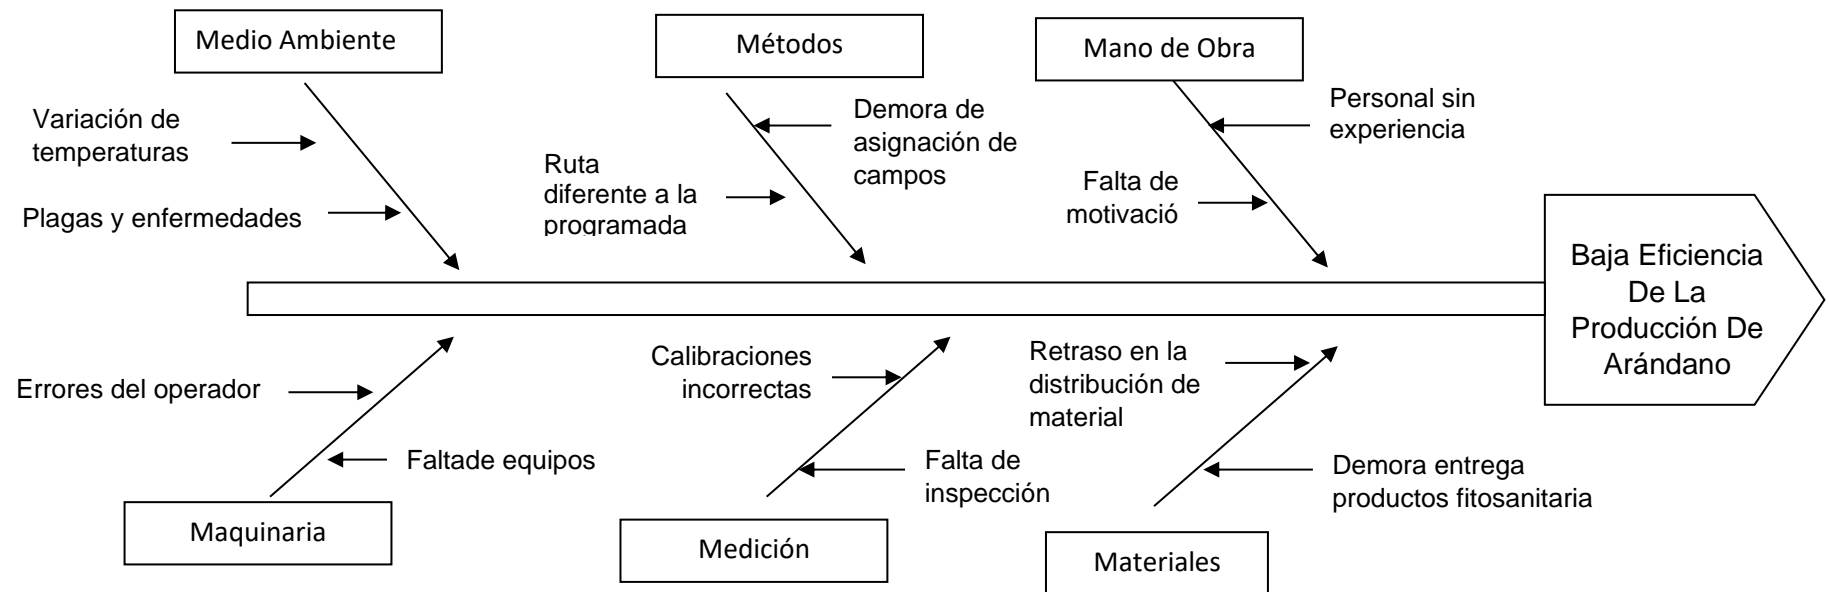 Medio Ambiente
Métodos
Mano de Obra
Variación de
temperaturas
Plagas y enfermedades
Ruta
diferente a la
programada
Demora de
asignación de
campos
Personal sin
experiencia
Falta de
motivació
Baja Eficiencia
De La
Producción De
Arándano
Errores del operador
Faltade equipos
Calibraciones
incorrectas
Falta de
inspección
Retraso en la
distribución de
material
Demora entrega
productos fitosanitaria
Maquinaria
Medición
Materiales